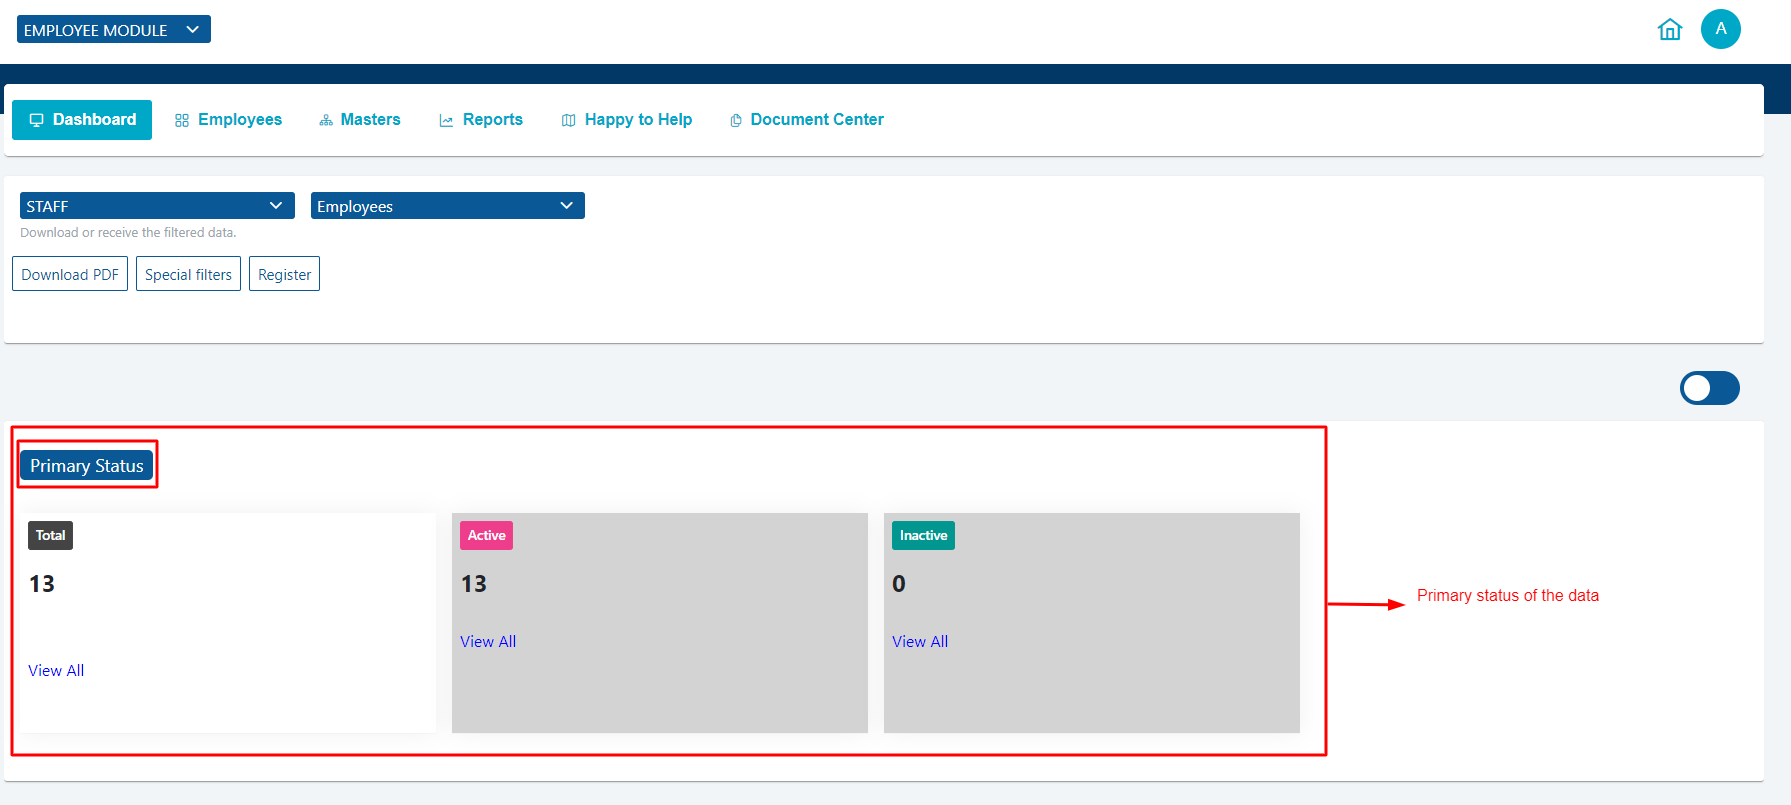 EMPLOYEE MODULE
A
Dashboard Employees Masters Reports Happy to Help Document Center
STAFF Employees
Download or receive the filtered data.
Download PDF Special filters Register
Primary Status
Total Active Inactive
13 13 0
View All View All View All
Primary status of the data